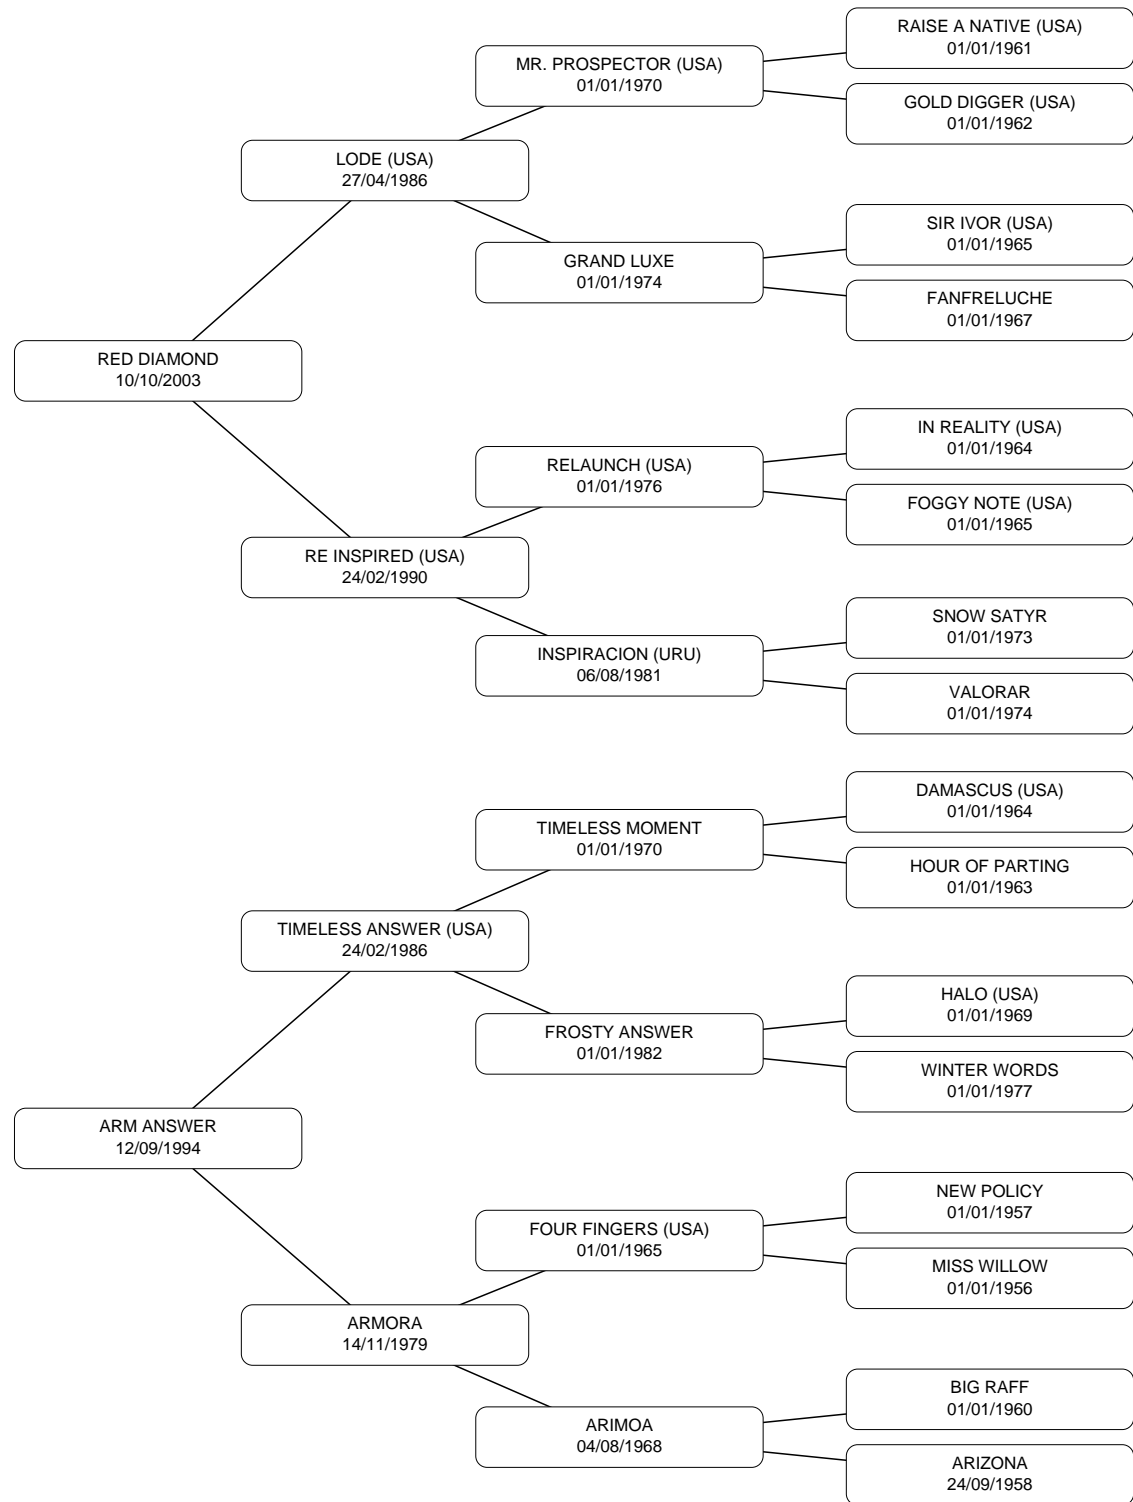 RAISE A NATIVE (USA)
01/01/1961
MR. PROSPECTOR (USA)
01/01/1970
GOLD DIGGER (USA)
01/01/1962
LODE (USA)
27/04/1986
SIR IVOR (USA)
01/01/1965
GRAND LUXE
01/01/1974
FANFRELUCHE
01/01/1967
RED DIAMOND
10/10/2003
IN REALITY (USA)
01/01/1964
RELAUNCH (USA)
01/01/1976
FOGGY NOTE (USA)
01/01/1965
RE INSPIRED (USA)
24/02/1990
SNOW SATYR
01/01/1973
INSPIRACION (URU)
06/08/1981
VALORAR
01/01/1974
DAMASCUS (USA)
01/01/1964
TIMELESS MOMENT
01/01/1970
HOUR OF PARTING
01/01/1963
TIMELESS ANSWER (USA)
24/02/1986
HALO (USA)
01/01/1969
FROSTY ANSWER
01/01/1982
WINTER WORDS
01/01/1977
ARM ANSWER
12/09/1994
NEW POLICY
01/01/1957
FOUR FINGERS (USA)
01/01/1965
MISS WILLOW
01/01/1956
ARMORA
14/11/1979
BIG RAFF
01/01/1960
ARIMOA
04/08/1968
ARIZONA
24/09/1958